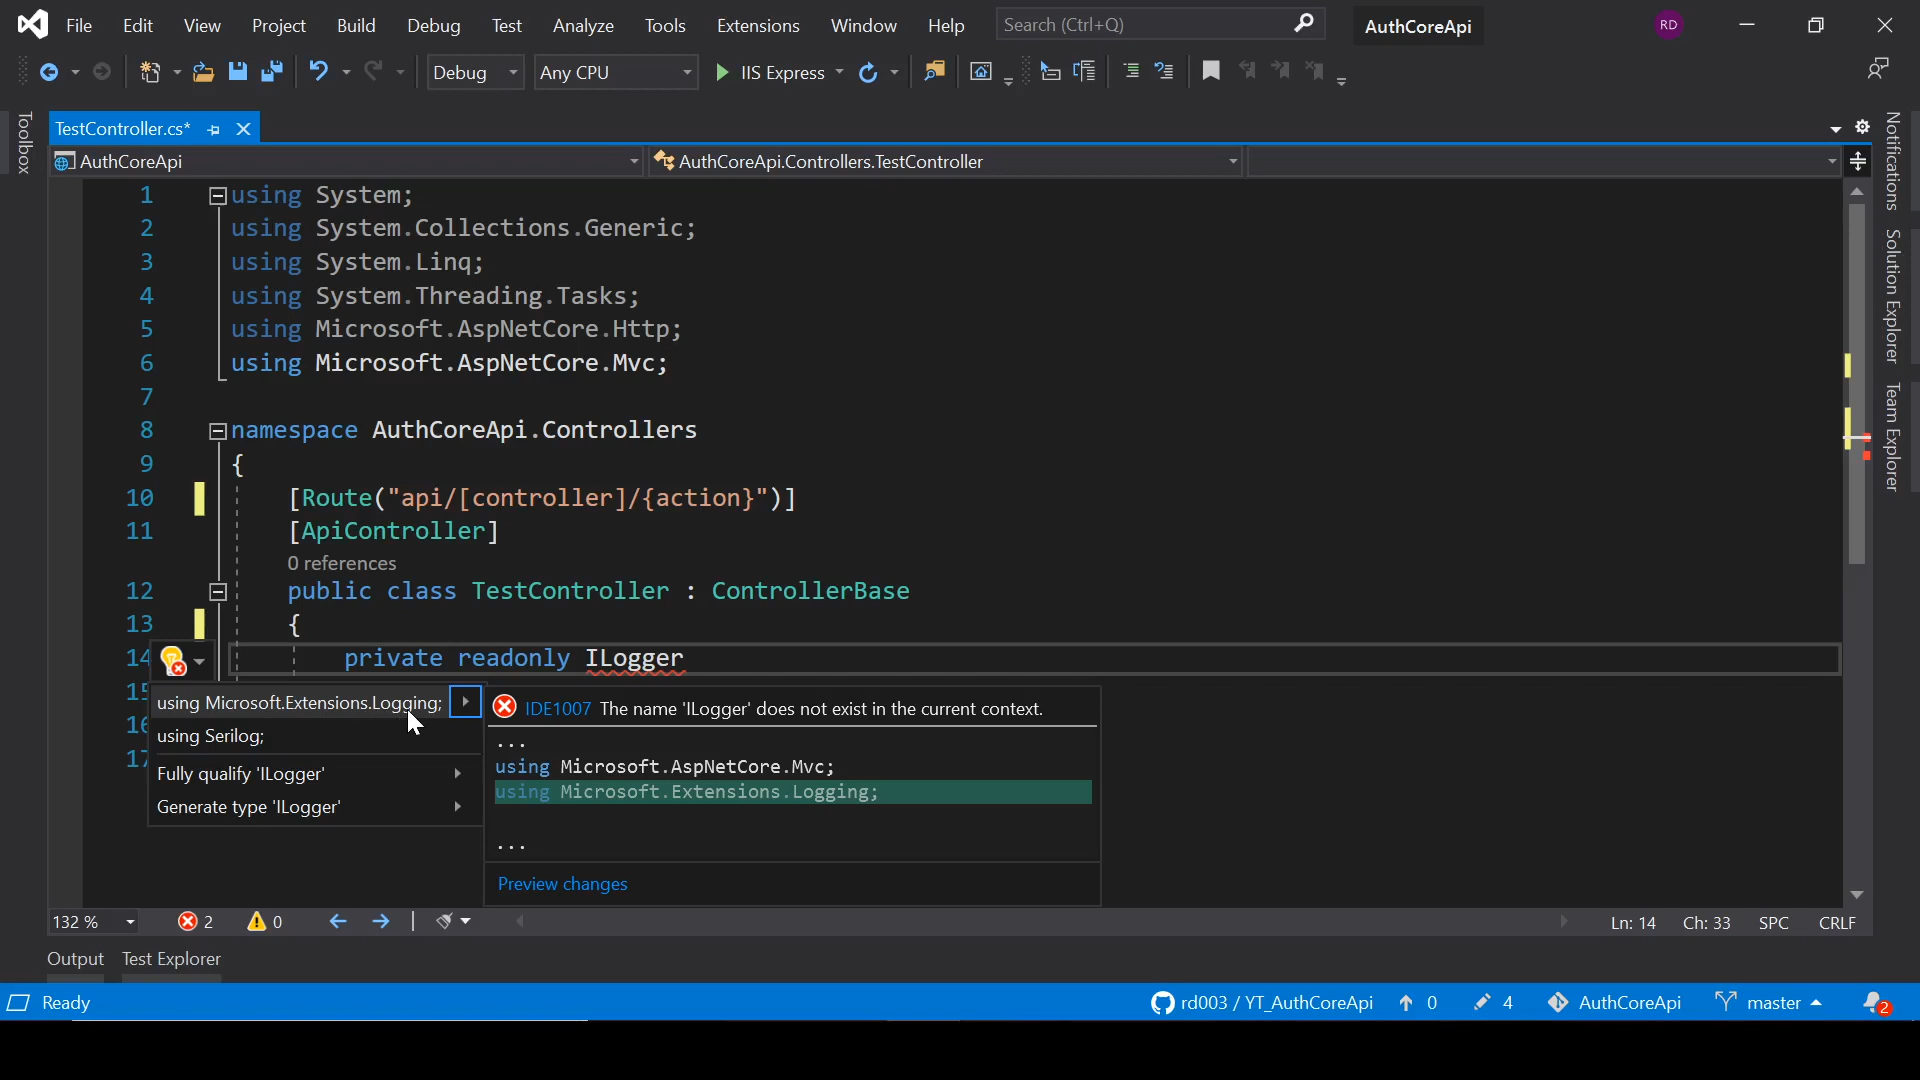 File Edit View Project Build Debug Test Analyze Tools Extensions Window Help Search (Ctrl+Q) AuthCoreApi RD
Debug Any CPU IIS Express
Toolbox
TestController.cs*
AuthCoreApi AuthCoreApi.Controllers.TestController
Notifications
Solution Explorer
Team Explorer
1 using System;
2 using System.Collections.Generic;
3 using System.Linq;
4 using System.Threading.Tasks;
5 using Microsoft.AspNetCore.Http;
6 using Microsoft.AspNetCore.Mvc;
7
8 namespace AuthCoreApi.Controllers
9 {
10 [Route("api/[controller]/{action}")]
11 [ApiController]
0 references
12 public class TestController : ControllerBase
13 {
14 private readonly ILogger
15
16
17
using Microsoft.Extensions.Logging;
using Serilog;
Fully qualify 'ILogger'
Generate type 'ILogger'
IDE1007 The name 'ILogger' does not exist in the current context.
...
using Microsoft.AspNetCore.Mvc;
using Microsoft.Extensions.Logging;
...
Preview changes
132 % 2 0 Ln: 14 Ch: 33 SPC CRLF
Output Test Explorer
Ready rd003 / YT_AuthCoreApi 0 4 AuthCoreApi master 2